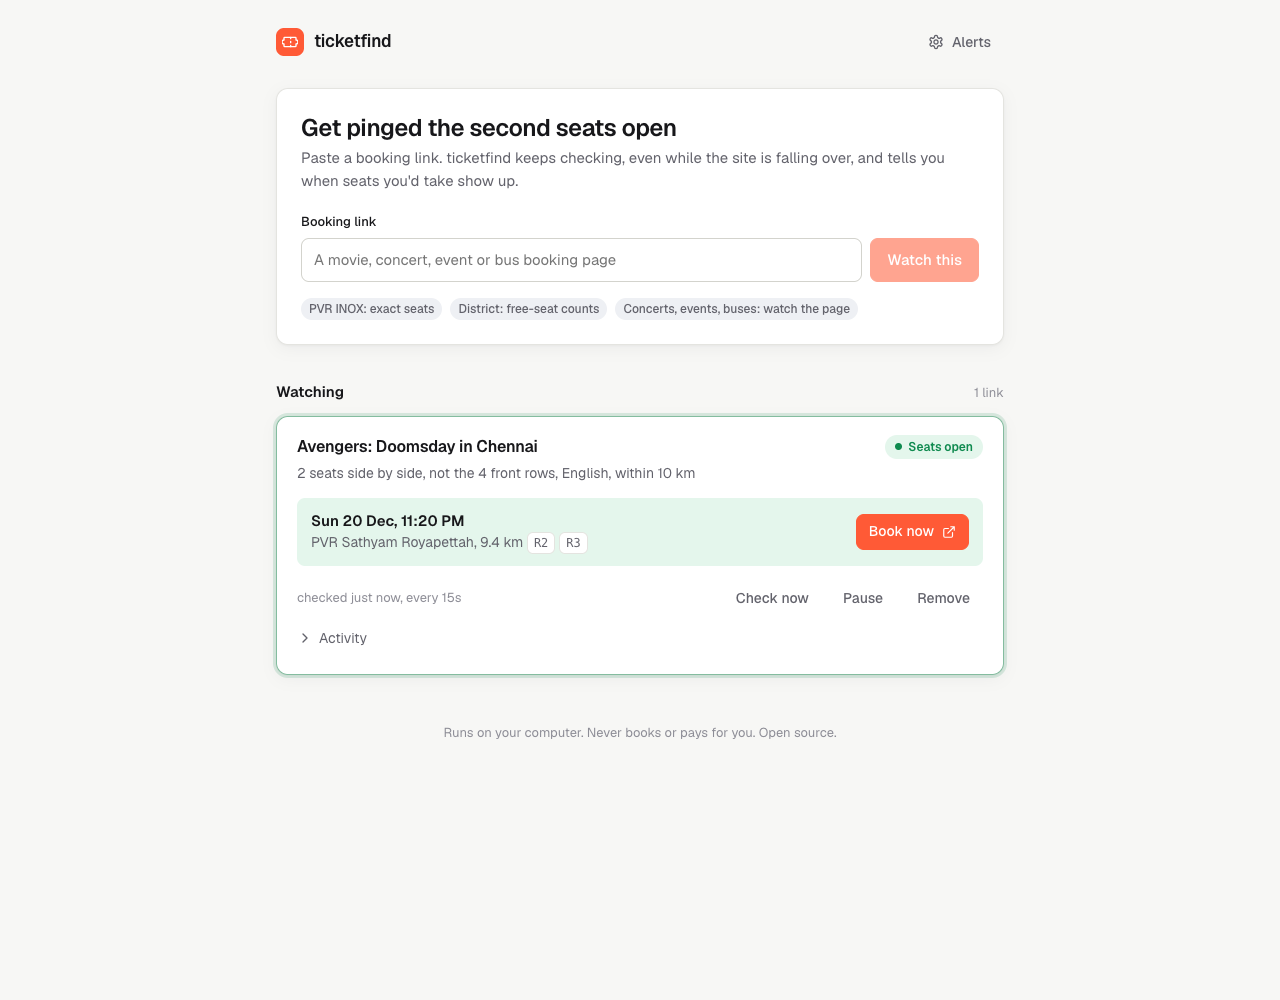 ticketfind
Alerts
Get pinged the second seats open
Paste a booking link. ticketfind keeps checking, even while the site is falling over, and tells you
when seats you'd take show up.
Booking link
A movie, concert, event or bus booking page
Watch this
PVR INOX: exact seats
District: free-seat counts
Concerts, events, buses: watch the page
Watching
1 link
Avengers: Doomsday in Chennai
Seats open
2 seats side by side, not the 4 front rows, English, within 10 km
Sun 20 Dec, 11:20 PM
PVR Sathyam Royapettah, 9.4 km R2 R3
Book now
checked just now, every 15s
Check now
Pause
Remove
Activity
Runs on your computer. Never books or pays for you. Open source.